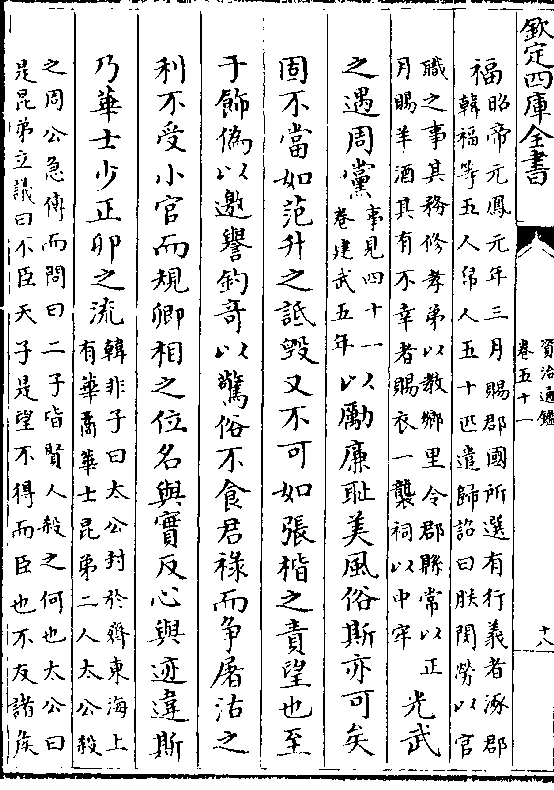 欽定四庫全書
資治通鑑
卷五十一
十八
福昭帝元鳳元年三月賜郡國所選有行義者涿郡
韓福等五人帛人五十匹遣歸詔曰朕閔勞以官
職之事其務修孝弟以教鄉里令郡縣常以正
月賜羊酒其有不幸者賜衣一襲祠以中牢
光武
之遇周黨事見四十一
卷建武五年以勵廉耻美風俗斯亦可矣
固不當如范升之詆毀又不可如張楷之責望也至
于飾偽以邀譽釣奇以驚俗不食君祿而争屠沽之
利不受小官而規卿相之位名與實反心與迹違斯
乃華士少正卯之流韓非子曰太公封於齊東海上
有華喬華士昆弟二人太公殺
之周公急傳而問曰二子皆賢人殺之何也太公曰
是昆弟立議曰不臣天子是望不得而臣也不友諸侯